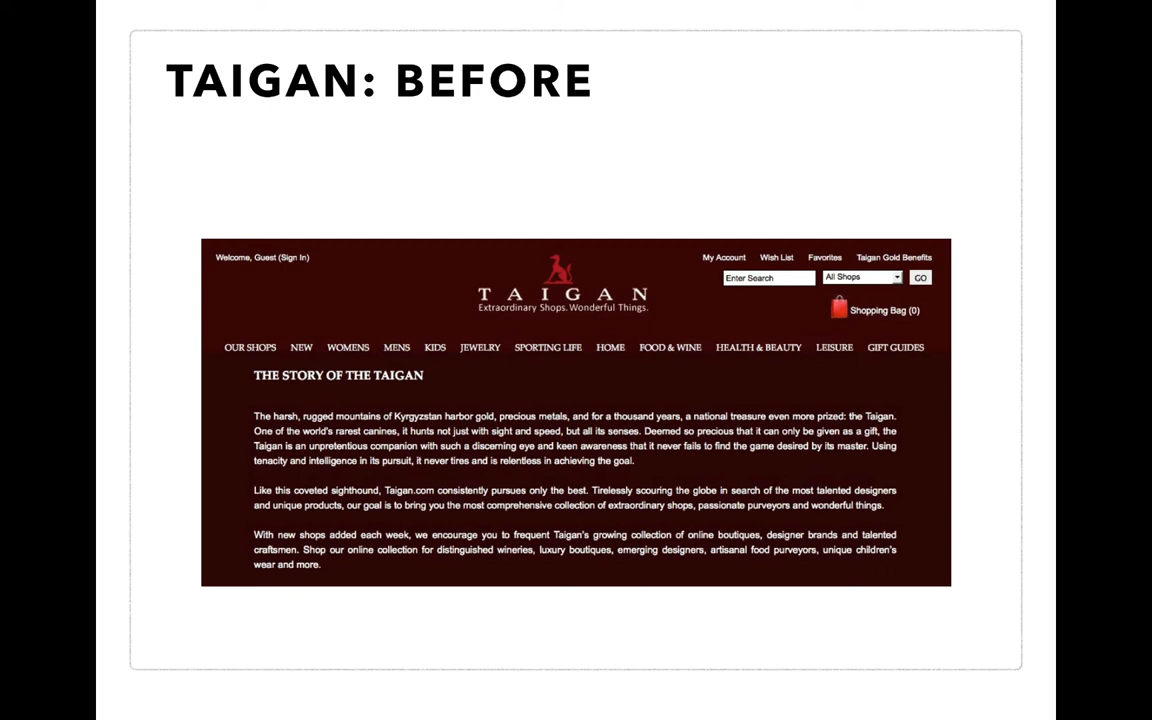 TAIGAN: BEFORE
Welcome, Guest (Sign In)
My Account Wish List Favorites Taigan Gold Benefits
Enter Search All Shops GO
TAIGAN
Extraordinary Shops. Wonderful Things.
Shopping Bag (0)
OUR SHOPS NEW WOMENS MENS KIDS JEWELRY SPORTING LIFE HOME FOOD & WINE HEALTH & BEAUTY LEISURE GIFT GUIDES
THE STORY OF THE TAIGAN
The harsh, rugged mountains of Kyrgyzstan harbor gold, precious metals, and for a thousand years, a national treasure even more prized: the Taigan.
One of the world's rarest canines, it hunts not just with sight and speed, but all its senses. Deemed so precious that it can only be given as a gift, the
Taigan is an unpretentious companion with such a discerning eye and keen awareness that it never fails to find the game desired by its master. Using
tenacity and intelligence in its pursuit, it never tires and is relentless in achieving the goal.
Like this coveted sighthound, Taigan.com consistently pursues only the best. Tirelessly scouring the globe in search of the most talented designers
and unique products, our goal is to bring you the most comprehensive collection of extraordinary shops, passionate purveyors and wonderful things.
With new shops added each week, we encourage you to frequent Taigan's growing collection of online boutiques, designer brands and talented
craftsmen. Shop our online collection for distinguished wineries, luxury boutiques, emerging designers, artisanal food purveyors, unique children's
wear and more.